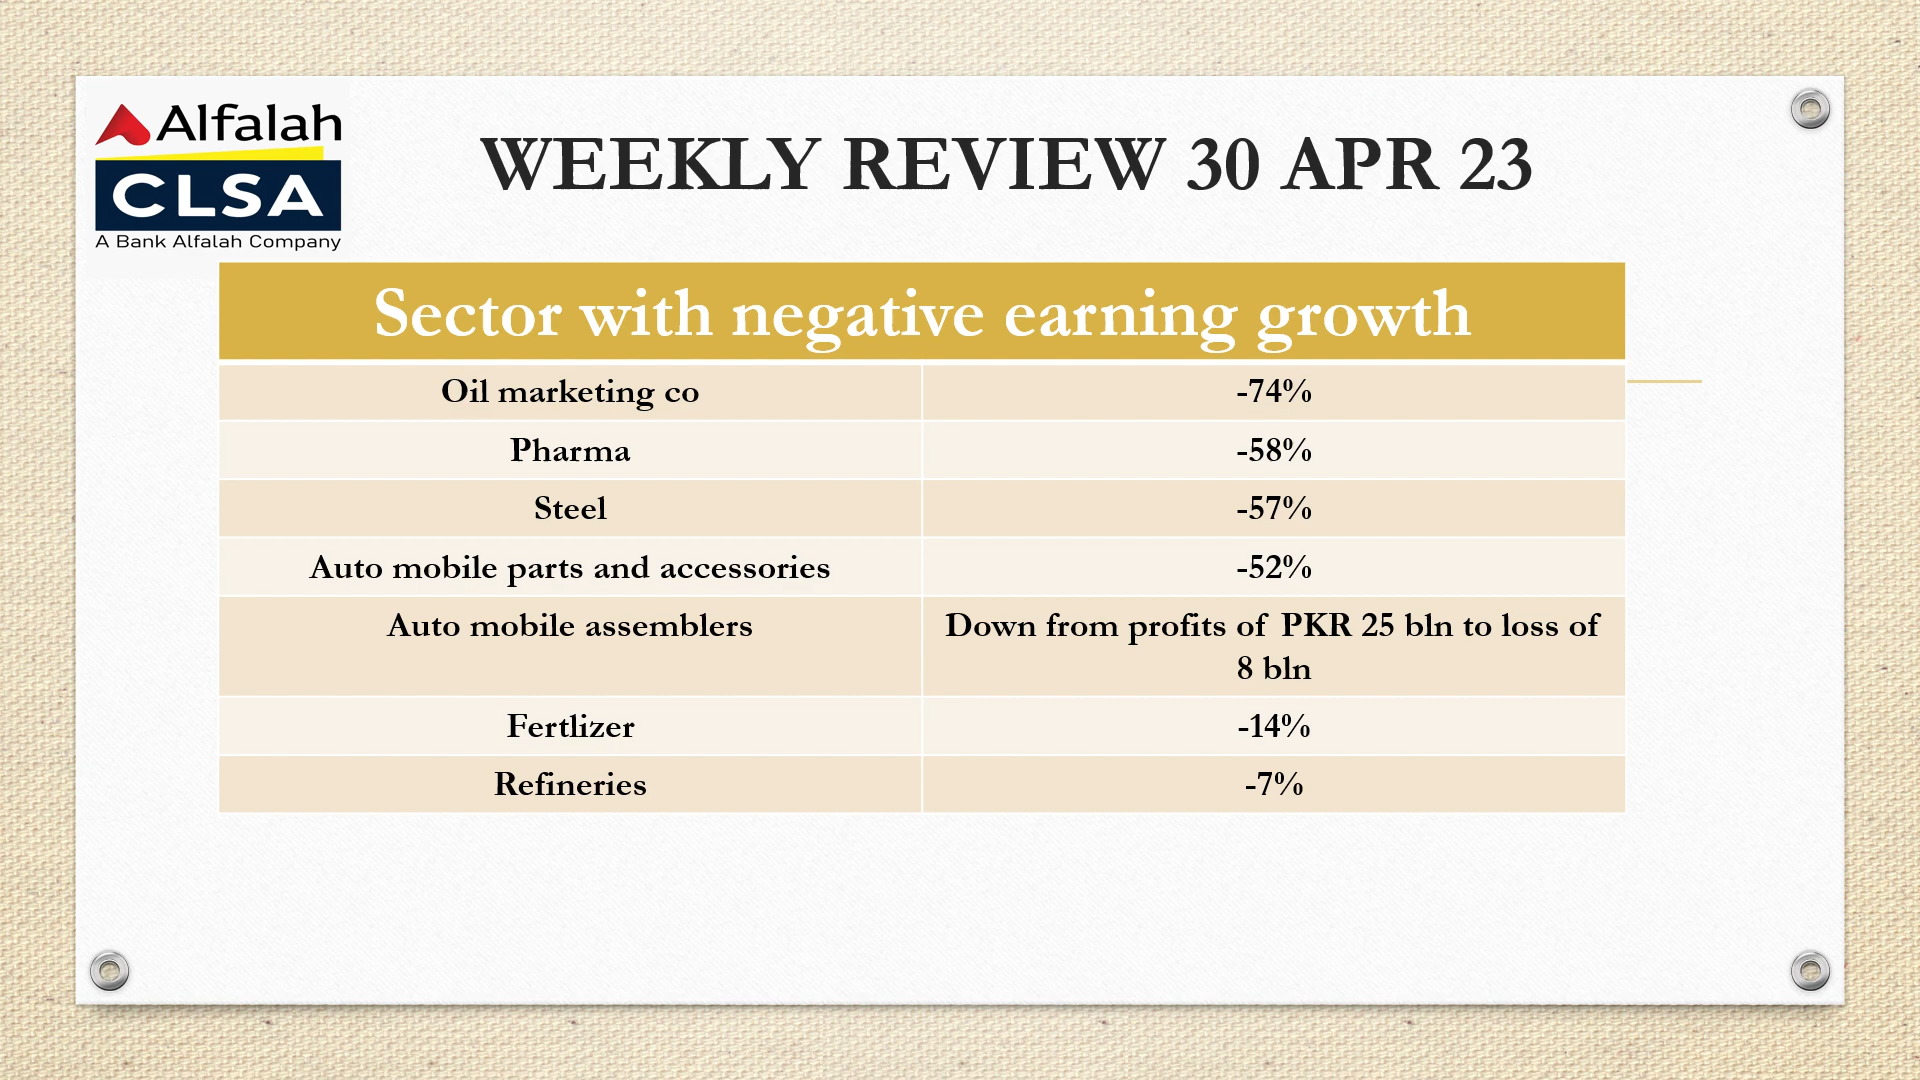 Alfalah
CLSA
A Bank Alfalah Company
WEEKLY REVIEW 30 APR 23
Sector with negative earning growth
Oil marketing co -74%
Pharma -58%
Steel -57%
Auto mobile parts and accessories -52%
Auto mobile assemblers Down from profits of PKR 25 bln to loss of
8 bln
Fertlizer -14%
Refineries -7%